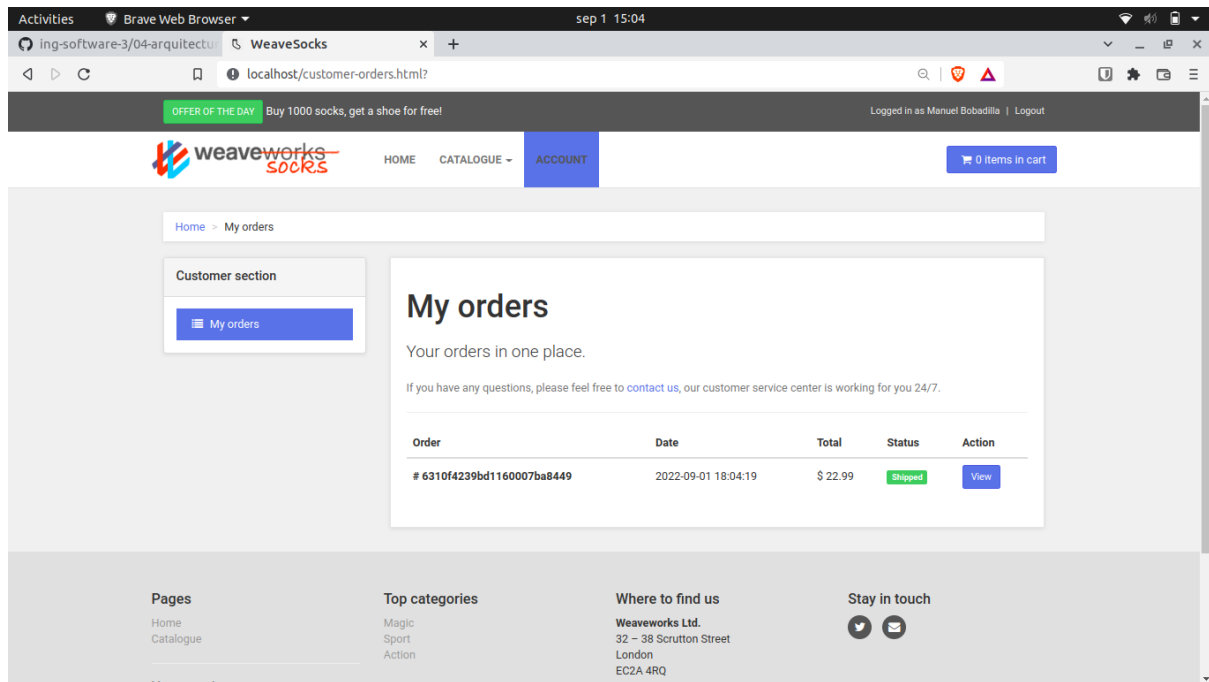 Activities Brave Web Browser sep 1 15:04
ing-software-3/04-arquitectur WeaveSocks × +
localhost/customer-orders.html?
OFFER OF THE DAY Buy 1000 socks, get a shoe for free! Logged in as Manuel Bobadilla | Logout
weaveworks socks HOME CATALOGUE ACCOUNT 0 items in cart
Home > My orders
Customer section
My orders
My orders
Your orders in one place.
If you have any questions, please feel free to contact us, our customer service center is working for you 24/7.
Order Date Total Status Action
# 6310f4239bd1160007ba8449 2022-09-01 18:04:19 $ 22.99 Shipped View
Pages Top categories Where to find us Stay in touch
Home Magic Weaveworks Ltd.
Catalogue Sport 32 – 38 Scrutton Street
Action London
EC2A 4RQ